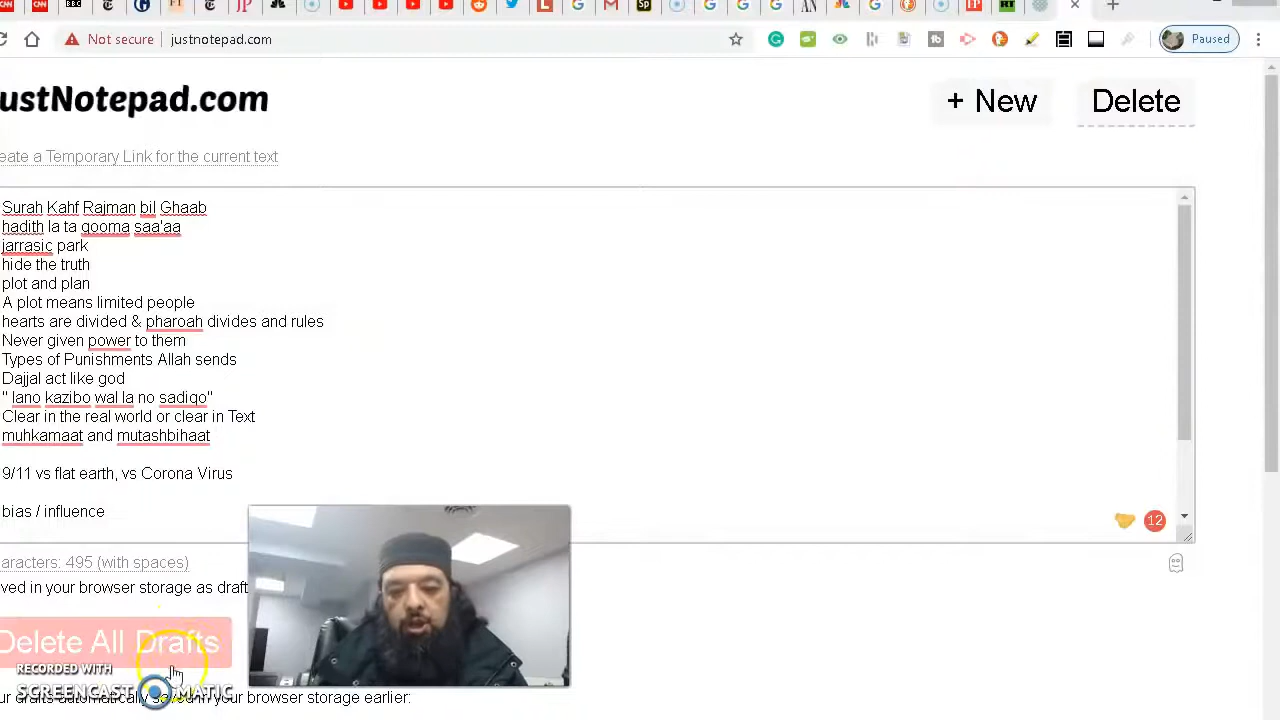 Not secure | justnotepad.com
Paused
ustNotepad.com
+ New
Delete
eate a Temporary Link for the current text
Surah Kahf Rajman bil Ghaab
hadith la ta gooma saa'aa
jarrasic park
hide the truth
plot and plan
A plot means limited people
hearts are divided & pharoah divides and rules
Never given power to them
Types of Punishments Allah sends
Dajjal act like god
" lano kazibo wal la no sadiqo"
Clear in the real world or clear in Text
muhkamaat and mutashbihaat
9/11 vs flat earth, vs Corona Virus
bias / influence
12
aracters: 495 (with spaces)
ved in your browser storage as draft
Delete All Drafts
RECORDED WITH
SCREENCAST MATIC
ur drafts automatically your browser storage earlier: